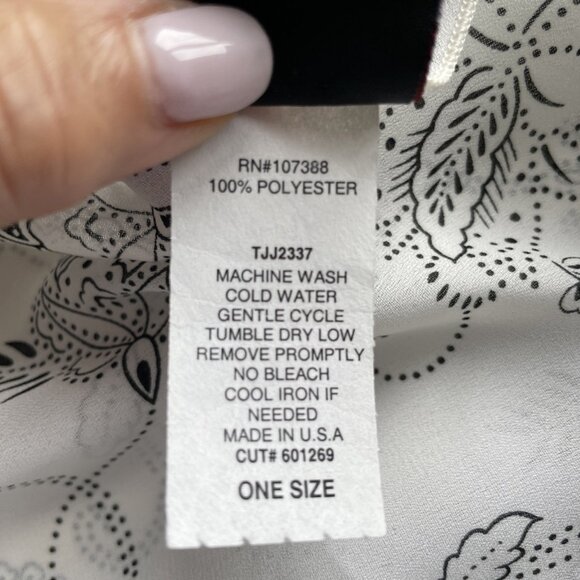 RN#107388
100% POLYESTER
TJJ2337
MACHINE WASH
COLD WATER
GENTLE CYCLE
TUMBLE DRY LOW
REMOVE PROMPTLY
NO BLEACH
COOL IRON IF
NEEDED
MADE IN U.S.A
CUT# 601269
ONE SIZE